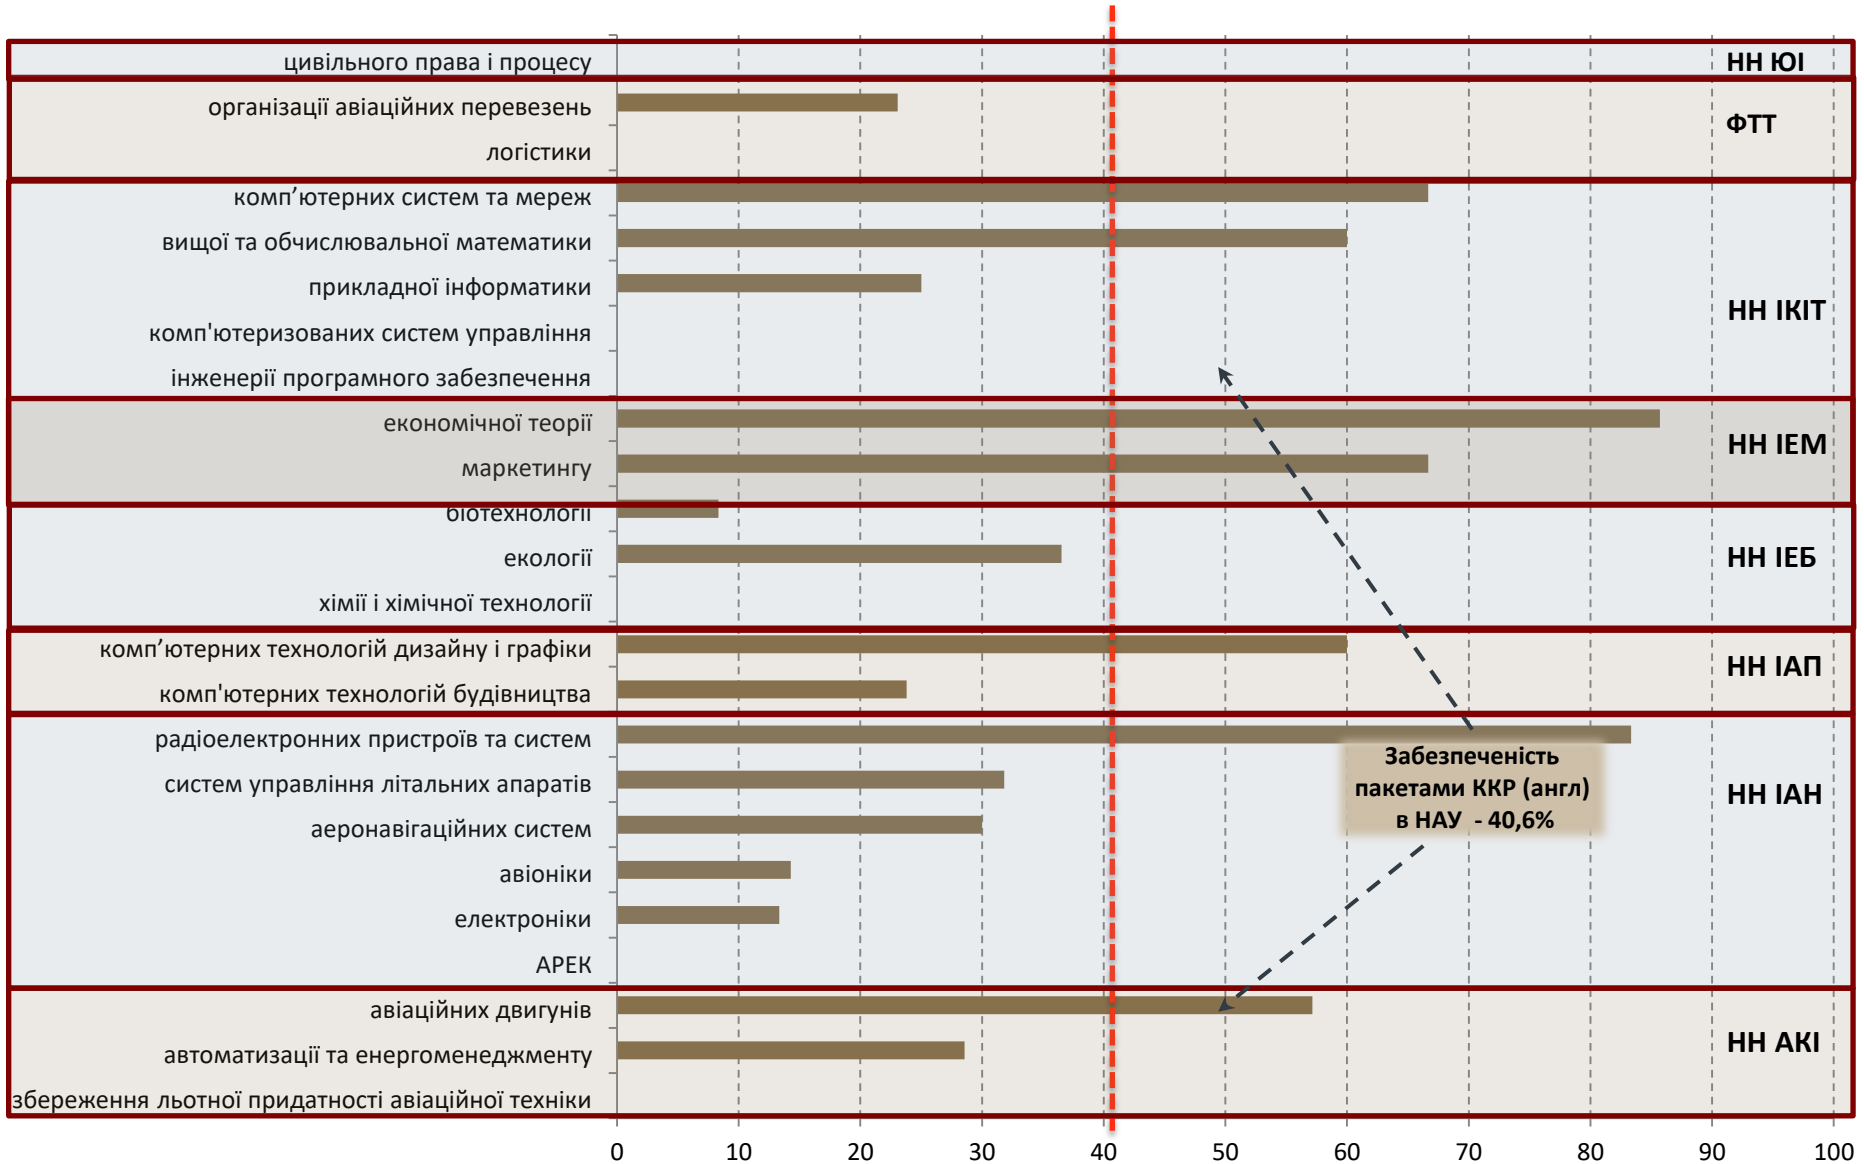 цивільного права і процесу
НН ЮІ
організації авіаційних перевезень
ФТТ
логістики
комп’ютерних систем та мереж
вищої та обчислювальної математики
прикладної інформатики
НН ІКІТ
комп'ютеризованих систем управління
інженерії програмного забезпечення
економічної теорії
НН ІЕМ
маркетингу
біотехнології
екології
НН ІЕБ
хімії і хімічної технології
комп’ютерних технологій дизайну і графіки
НН ІАП
комп'ютерних технологій будівництва
радіоелектронних пристроїв та систем
Забезпеченість
пакетами ККР (англ)
в НАУ - 40,6%
систем управління літальних апаратів
НН ІАН
аеронавігаційних систем
авіоніки
електроніки
АРЕК
авіаційних двигунів
НН АКІ
автоматизації та енергоменеджменту
збереження льотної придатності авіаційної техніки
0 10 20 30 40 50 60 70 80 90 100